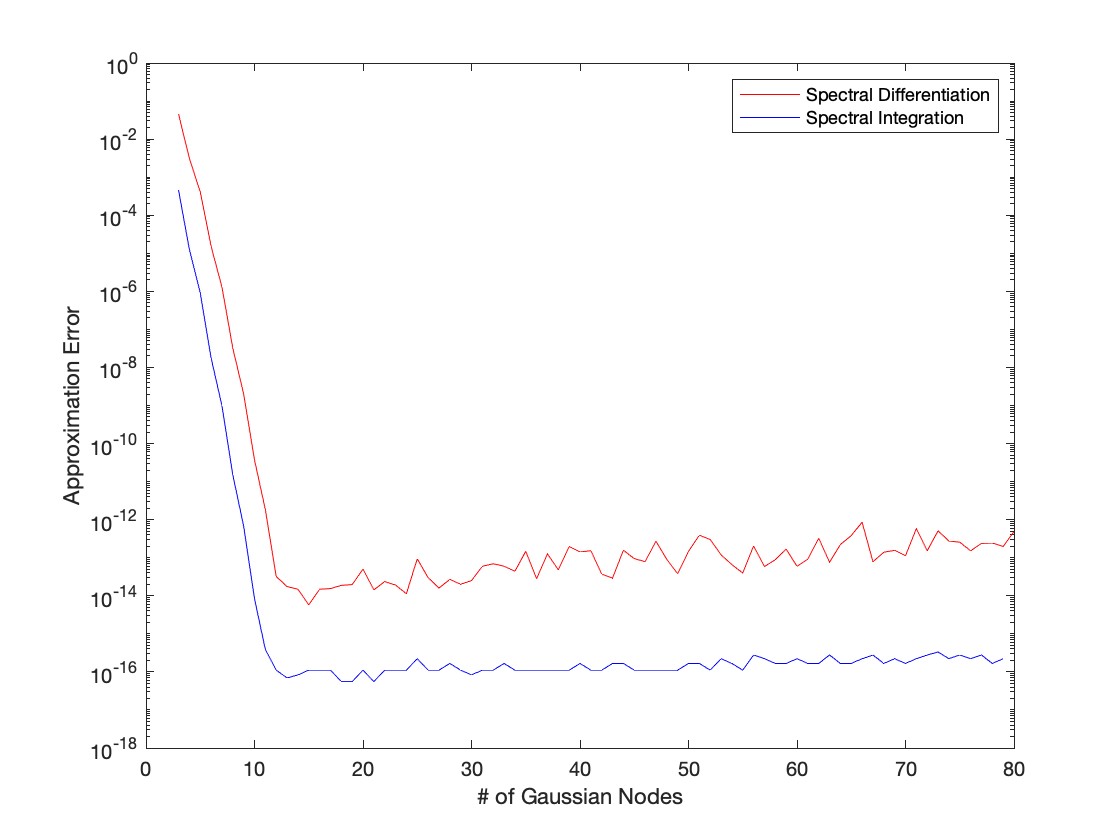 10^0
10^-2
10^-4
10^-6
10^-8
10^-10
10^-12
10^-14
10^-16
10^-18
Approximation Error
Spectral Differentiation
Spectral Integration
0 10 20 30 40 50 60 70 80
# of Gaussian Nodes